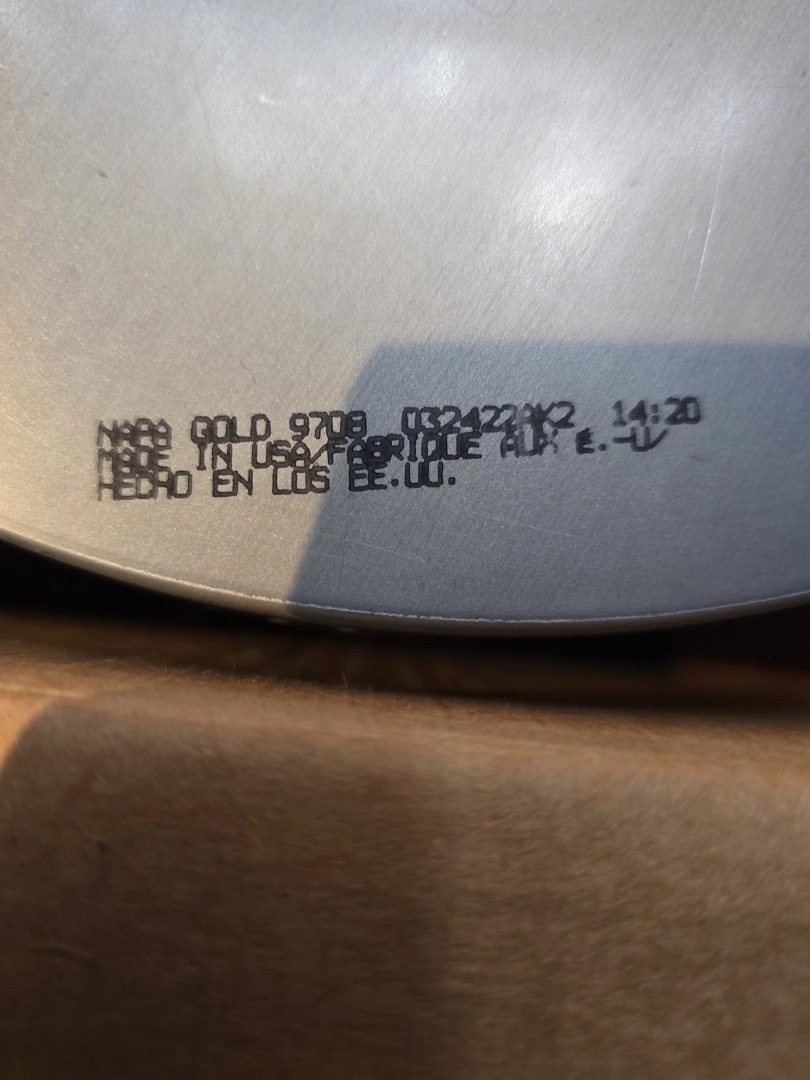 NAPA GOLD 9708 032422AK2 14:20
MADE IN USA/FABRIQUE AUX E.-U/
HECHO EN LOS EE.UU.